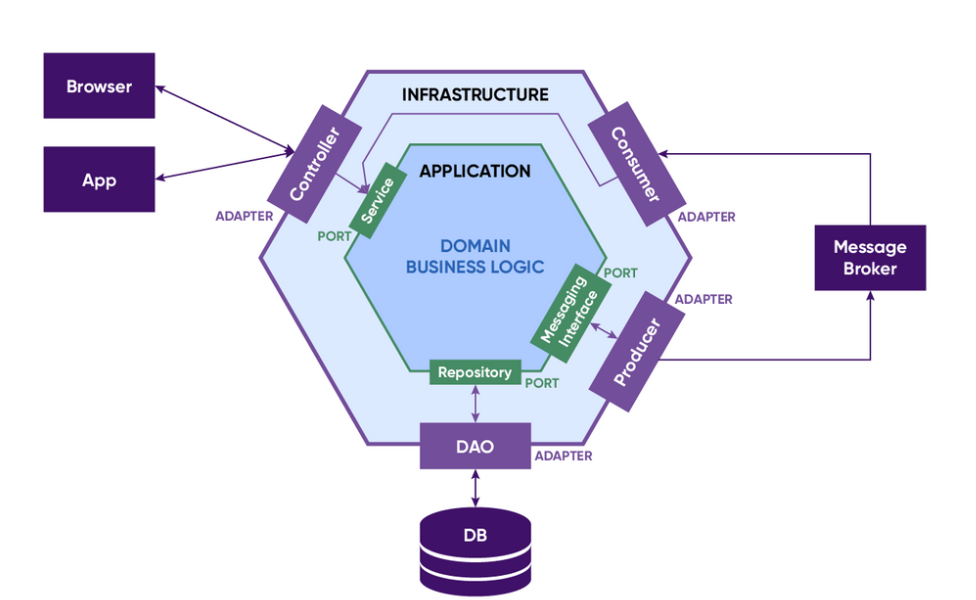 Browser
App
INFRASTRUCTURE
Controller
ADAPTER
Consumer
ADAPTER
APPLICATION
Service
PORT
DOMAIN
BUSINESS LOGIC
Message
Broker
PORT
Messaging
Interface
ADAPTER
Producer
Repository
PORT
DAO
ADAPTER
DB